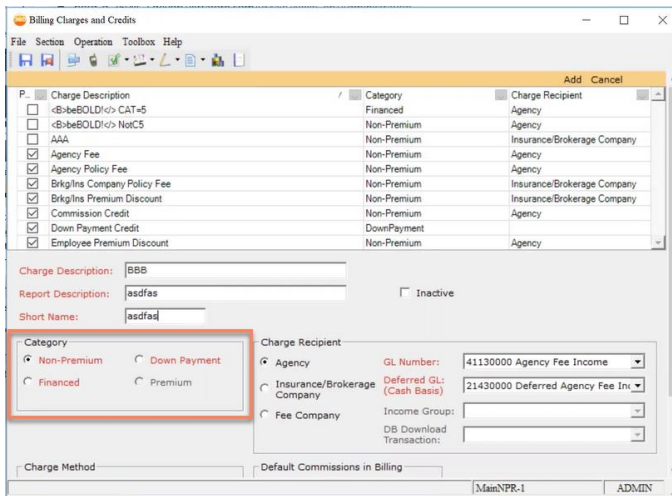 Billing Charges and Credits
File Section Operation Toolbox Help
Add Cancel
P... Charge Description / Category Charge Recipient
<B>beBOLD!</> CAT=5 Financed Agency
<B>beBOLD!</> NotC5 Non-Premium Agency
AAA Non-Premium Insurance/Brokerage Company
Agency Fee Non-Premium Agency
Agency Policy Fee Non-Premium Agency
Brkg/Ins Company Policy Fee Non-Premium Insurance/Brokerage Company
Brkg/Ins Premium Discount Non-Premium Insurance/Brokerage Company
Commission Credit Non-Premium Agency
Down Payment Credit DownPayment
Employee Premium Discount Non-Premium Agency
Charge Description: BBB
Report Description: asdfas Inactive
Short Name: asdfas
Category
Non-Premium Down Payment
Financed Premium
Charge Recipient
Agency
Insurance/Brokerage
Company
Fee Company
GL Number: 41130000 Agency Fee Income
Deferred GL:
(Cash Basis) 21430000 Deferred Agency Fee Inc
Income Group:
DB Download
Transaction:
Charge Method
Default Commissions in Billing
MainNPR-1 ADMIN